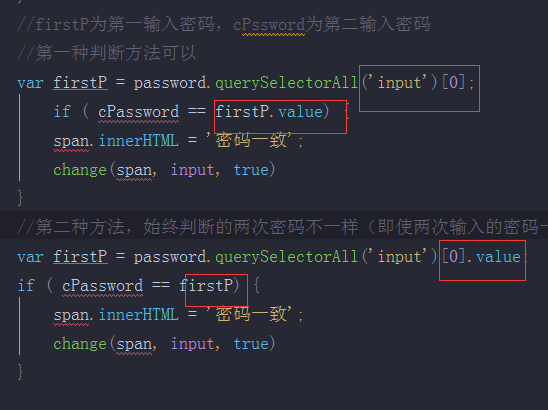 //firstP为第一输入密码，cPssword为第二输入密码
//第一种判断方法可以
var firstP = password.querySelectorAll('input')[0];
if ( cPassword == firstP.value) {
span.innerHTML = '密码一致';
change(span, input, true)
}
//第二种方法，始终判断的两次密码不一样（即使两次输入的密码一
var firstP = password.querySelectorAll('input')[0].value;
if ( cPassword == firstP) {
span.innerHTML = '密码一致';
change(span, input, true)
}